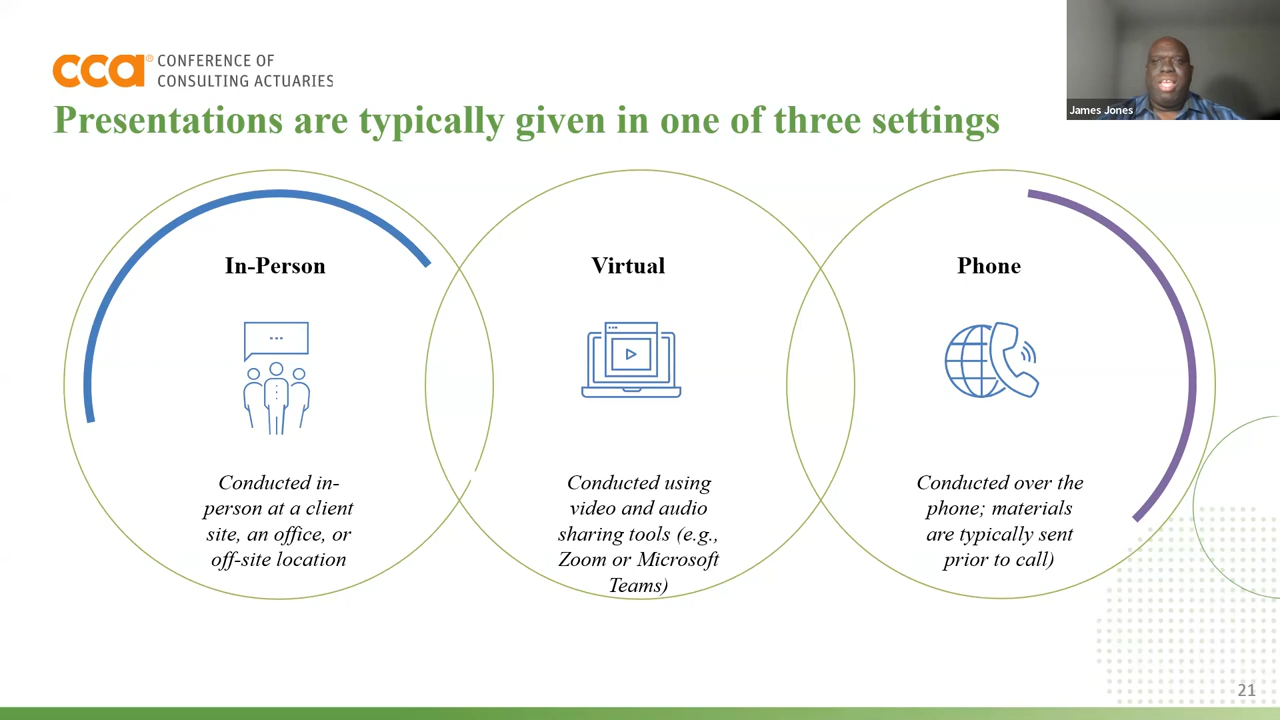 cca® CONFERENCE OF
CONSULTING ACTUARIES
James Jones
Presentations are typically given in one of three settings
In-Person
Conducted in-
person at a client
site, an office, or
off-site location
Virtual
Conducted using
video and audio
sharing tools (e.g.,
Zoom or Microsoft
Teams)
Phone
Conducted over the
phone; materials
are typically sent
prior to call)
21